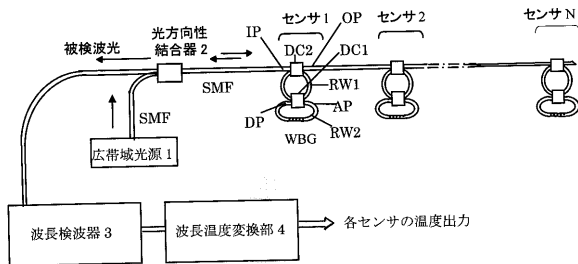 センサ1
センサ2
センサN
光方向性
結合器2
被検波光
IP
OP
DC2
DC1
SMF
RW1
DP
AP
WBG
RW2
SMF
広帯域光源1
波長検波器3
波長温度変換部4
各センサの温度出力